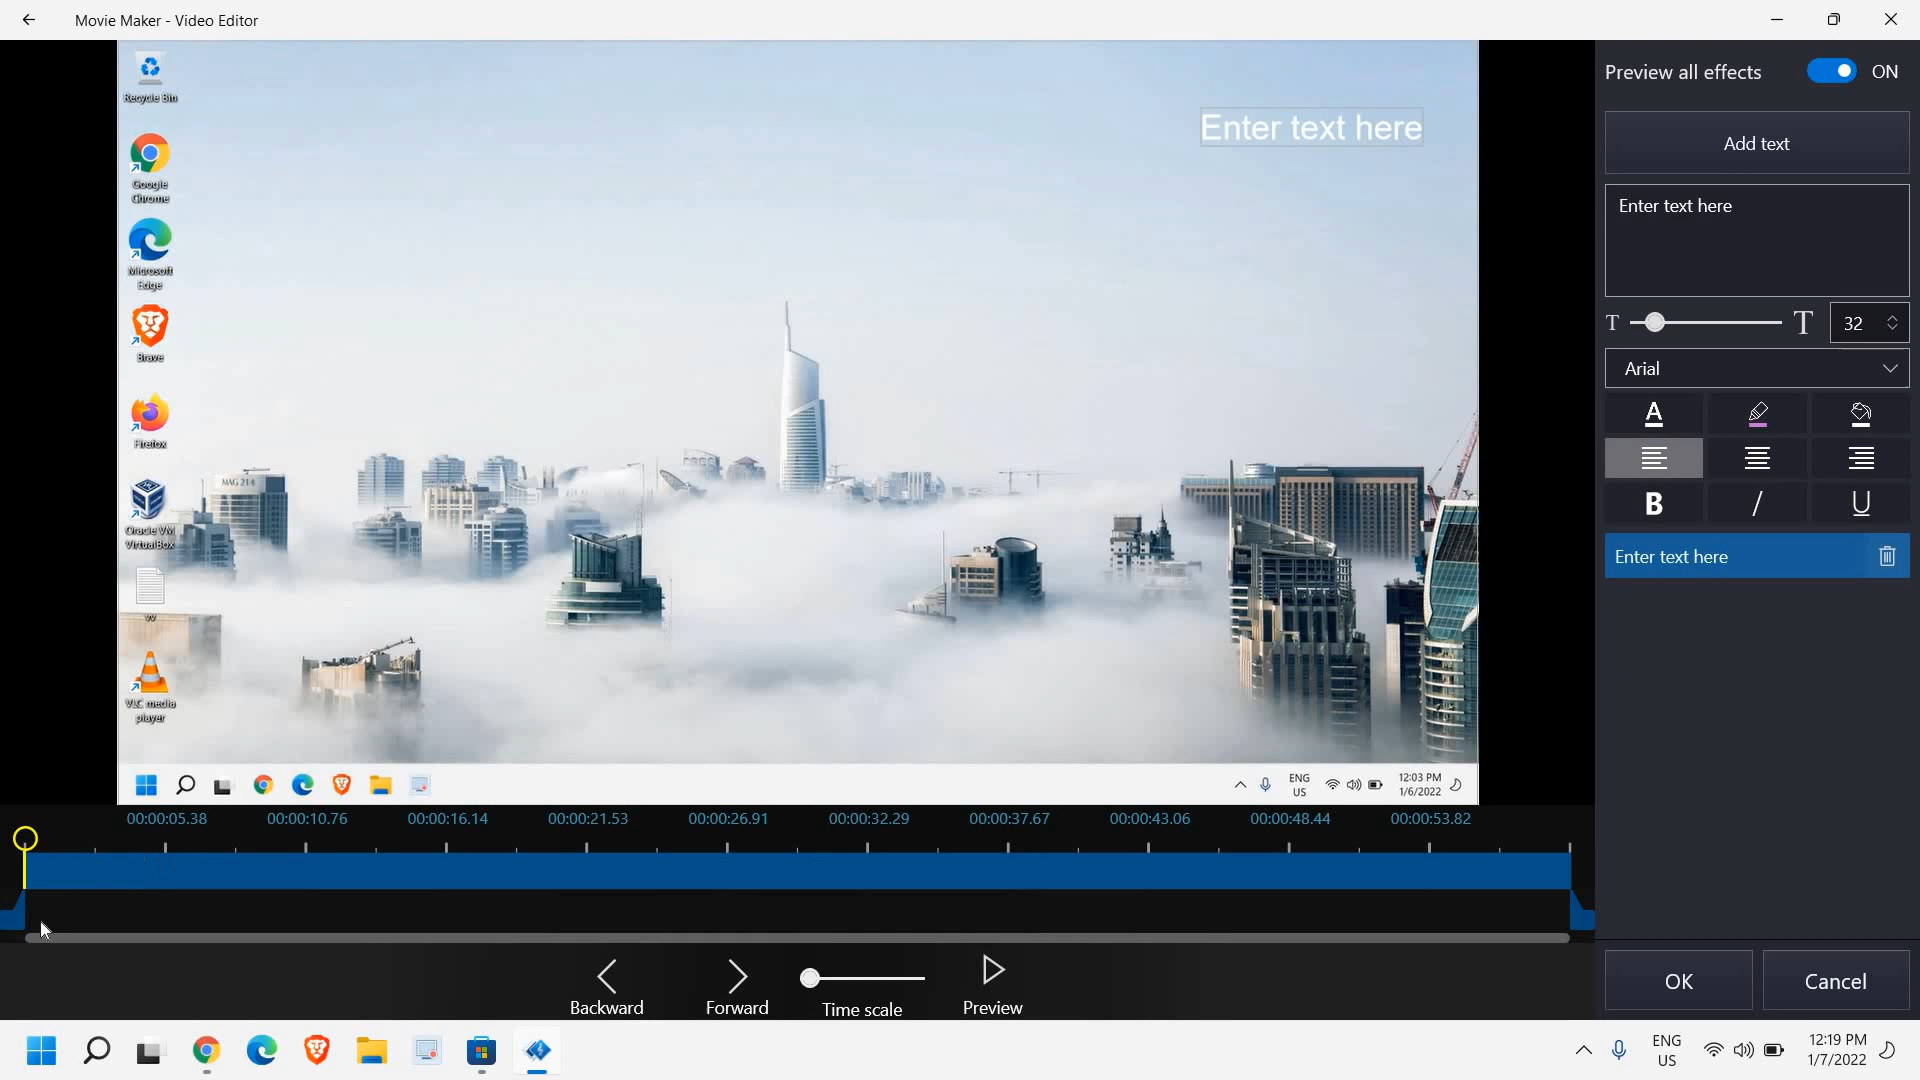 Movie Maker - Video Editor
Recycle Bin
Google
Chrome
Microsoft
Edge
Brave
Firefox
MAG 214
Oracle VM
VirtualBox
vv
VLC media
player
Enter text here
ENG
US
12:03 PM
1/6/2022
Preview all effects
ON
Add text
Enter text here
T
T
32
Arial
A
B
I
U
Enter text here
00:00:05.38
00:00:10.76
00:00:16.14
00:00:21.53
00:00:26.91
00:00:32.29
00:00:37.67
00:00:43.06
00:00:48.44
00:00:53.82
Backward
Forward
Time scale
Preview
OK
Cancel
ENG
US
12:19 PM
1/7/2022